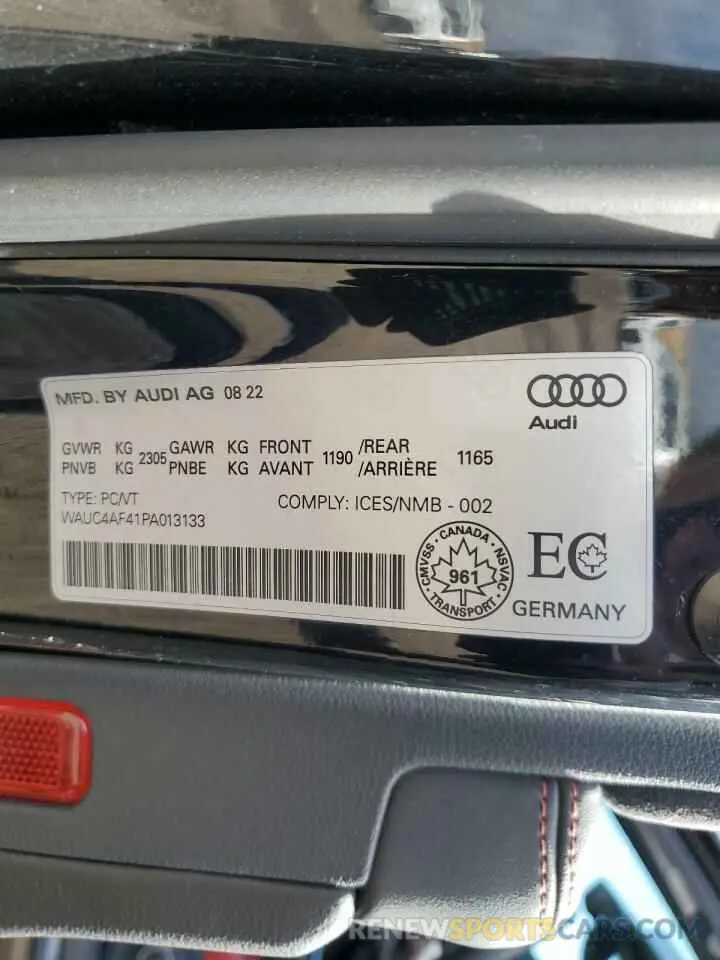 MFD. BY AUDI AG 08 22
Audi
GVWR KG 2305 GAWR KG FRONT 1190 /REAR 1165
PNVB KG PNBE KG AVANT /ARRIÈRE
TYPE: PC/VT COMPLY: ICES/NMB - 002
WAUC4AF41PA013133
CANADA
CMVSS 961 NSVAC
TRANSPORT
EC
GERMANY
RENEWSPORTSCARS.COM